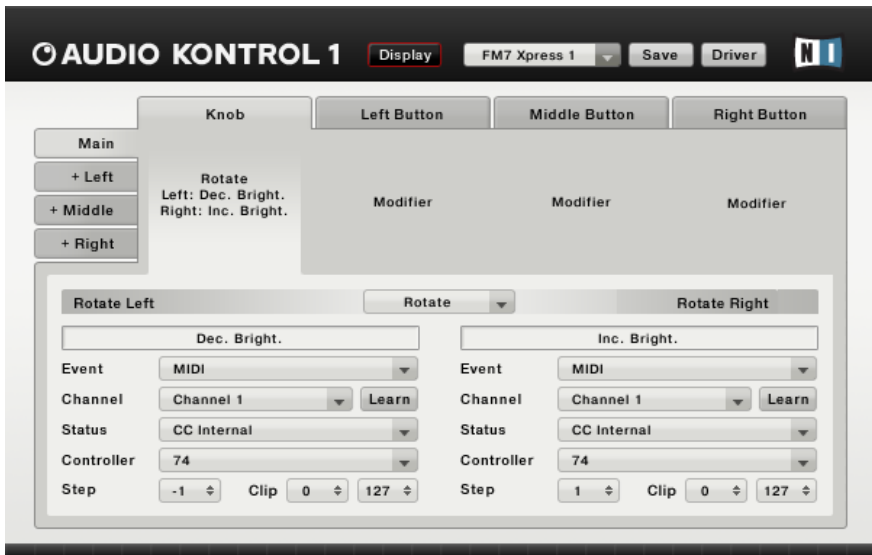 AUDIO KONTROL 1 Display FM7 Xpress 1 Save Driver NI
Knob Left Button Middle Button Right Button
Main
+ Left
+ Middle
+ Right
Rotate
Left: Dec. Bright.
Right: Inc. Bright.
Modifier Modifier Modifier
Rotate Left Rotate Rotate Right
Dec. Bright. Inc. Bright.
Event MIDI Event MIDI
Channel Channel 1 Learn Channel Channel 1 Learn
Status CC Internal Status CC Internal
Controller 74 Controller 74
Step -1 Clip 0 127 Step 1 Clip 0 127